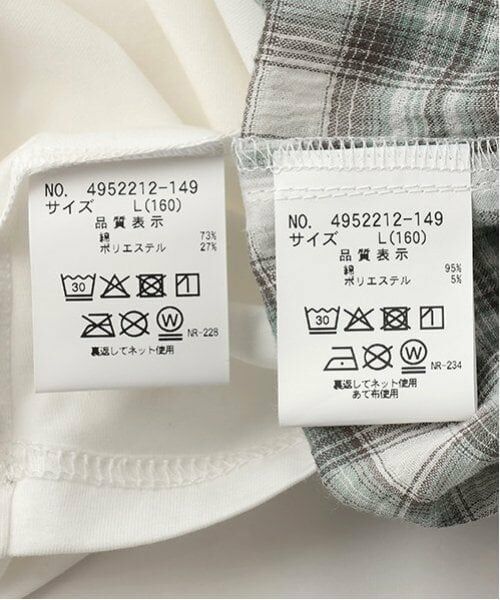 NO. 4952212-149
サイズ L(160)
品質表示
綿 73%
ポリエステル 27%
30
W
NR-228
裏返してネット使用
NO. 4952212-149
サイズ L(160)
品質表示
綿 95%
ポリエステル 5%
30
W
NR-234
裏返してネット使用
あて布使用